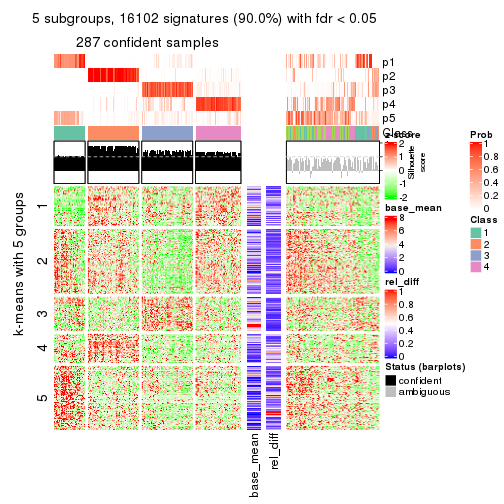 5 subgroups, 16102 signatures (90.0%) with fdr < 0.05
287 confident samples
p1
p2
p3
p4
p5
Class
k-means with 5 groups
1
2
3
4
5
base_mean
rel_diff
z-score
2
1
0
-1
-2
Silhouette
score
base_mean
8
6
4
2
0
rel_diff
1
0.8
0.6
0.4
0.2
0
Status (barplots)
confident
ambiguous
Prob
1
0.8
0.6
0.4
0.2
0
Class
1
2
3
4